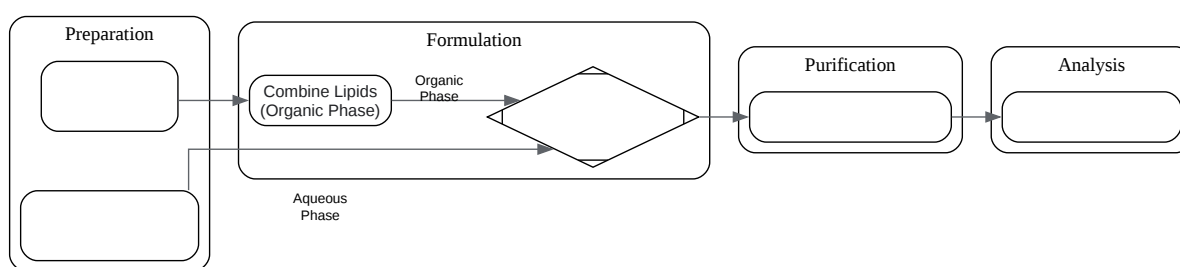 Preparation
Formulation
Combine Lipids
(Organic Phase)
Organic
Phase
Aqueous
Phase
Purification
Analysis